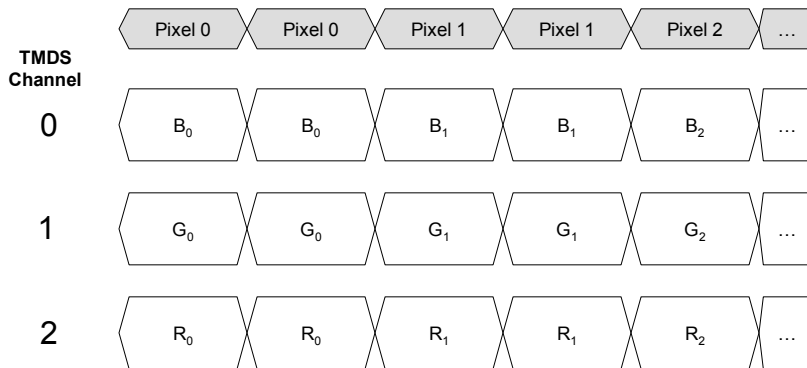 Pixel 0 Pixel 0 Pixel 1 Pixel 1 Pixel 2 ...
TMDS
Channel
0 B₀ B₀ B₁ B₁ B₂ ...
1 G₀ G₀ G₁ G₁ G₂ ...
2 R₀ R₀ R₁ R₁ R₂ ...